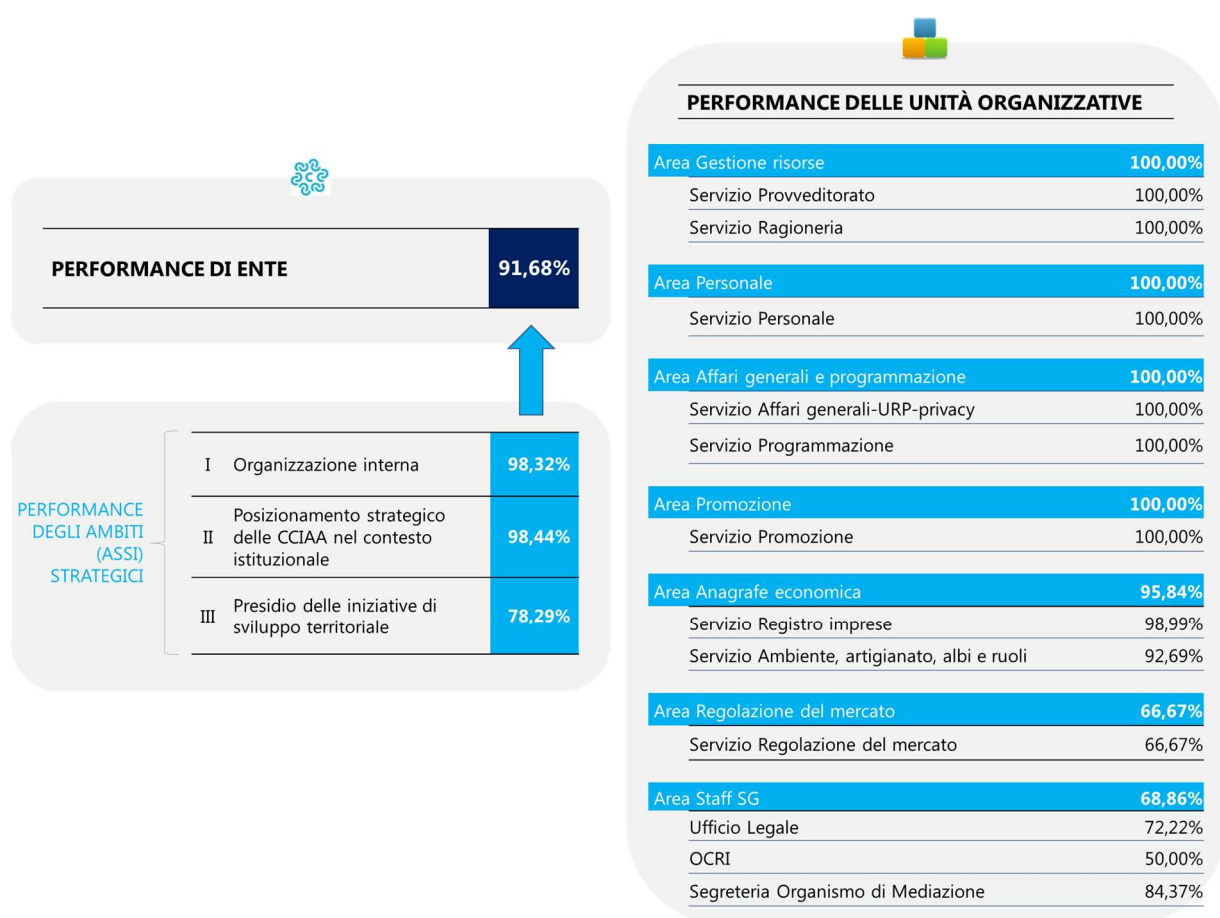 PERFORMANCE DI ENTE 91,68%
PERFORMANCE
DEGLI AMBITI
(ASSI)
STRATEGICI
I Organizzazione interna 98,32%
II Posizionamento strategico
delle CCIAA nel contesto
istituzionale 98,44%
III Presidio delle iniziative di
sviluppo territoriale 78,29%
PERFORMANCE DELLE UNITÀ ORGANIZZATIVE
Area Gestione risorse 100,00%
Servizio Provveditorato 100,00%
Servizio Ragioneria 100,00%
Area Personale 100,00%
Servizio Personale 100,00%
Area Affari generali e programmazione 100,00%
Servizio Affari generali-URP-privacy 100,00%
Servizio Programmazione 100,00%
Area Promozione 100,00%
Servizio Promozione 100,00%
Area Anagrafe economica 95,84%
Servizio Registro imprese 98,99%
Servizio Ambiente, artigianato, albi e ruoli 92,69%
Area Regolazione del mercato 66,67%
Servizio Regolazione del mercato 66,67%
Area Staff SG 68,86%
Ufficio Legale 72,22%
OCRI 50,00%
Segreteria Organismo di Mediazione 84,37%